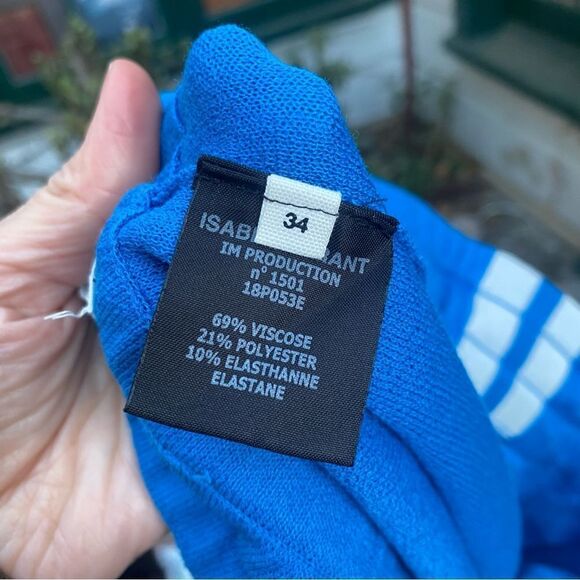 34
IM PRODUCTION
n° 1501
18P053E
69% VISCOSE
21% POLYESTER
10% ELASTHANNE
ELASTANE